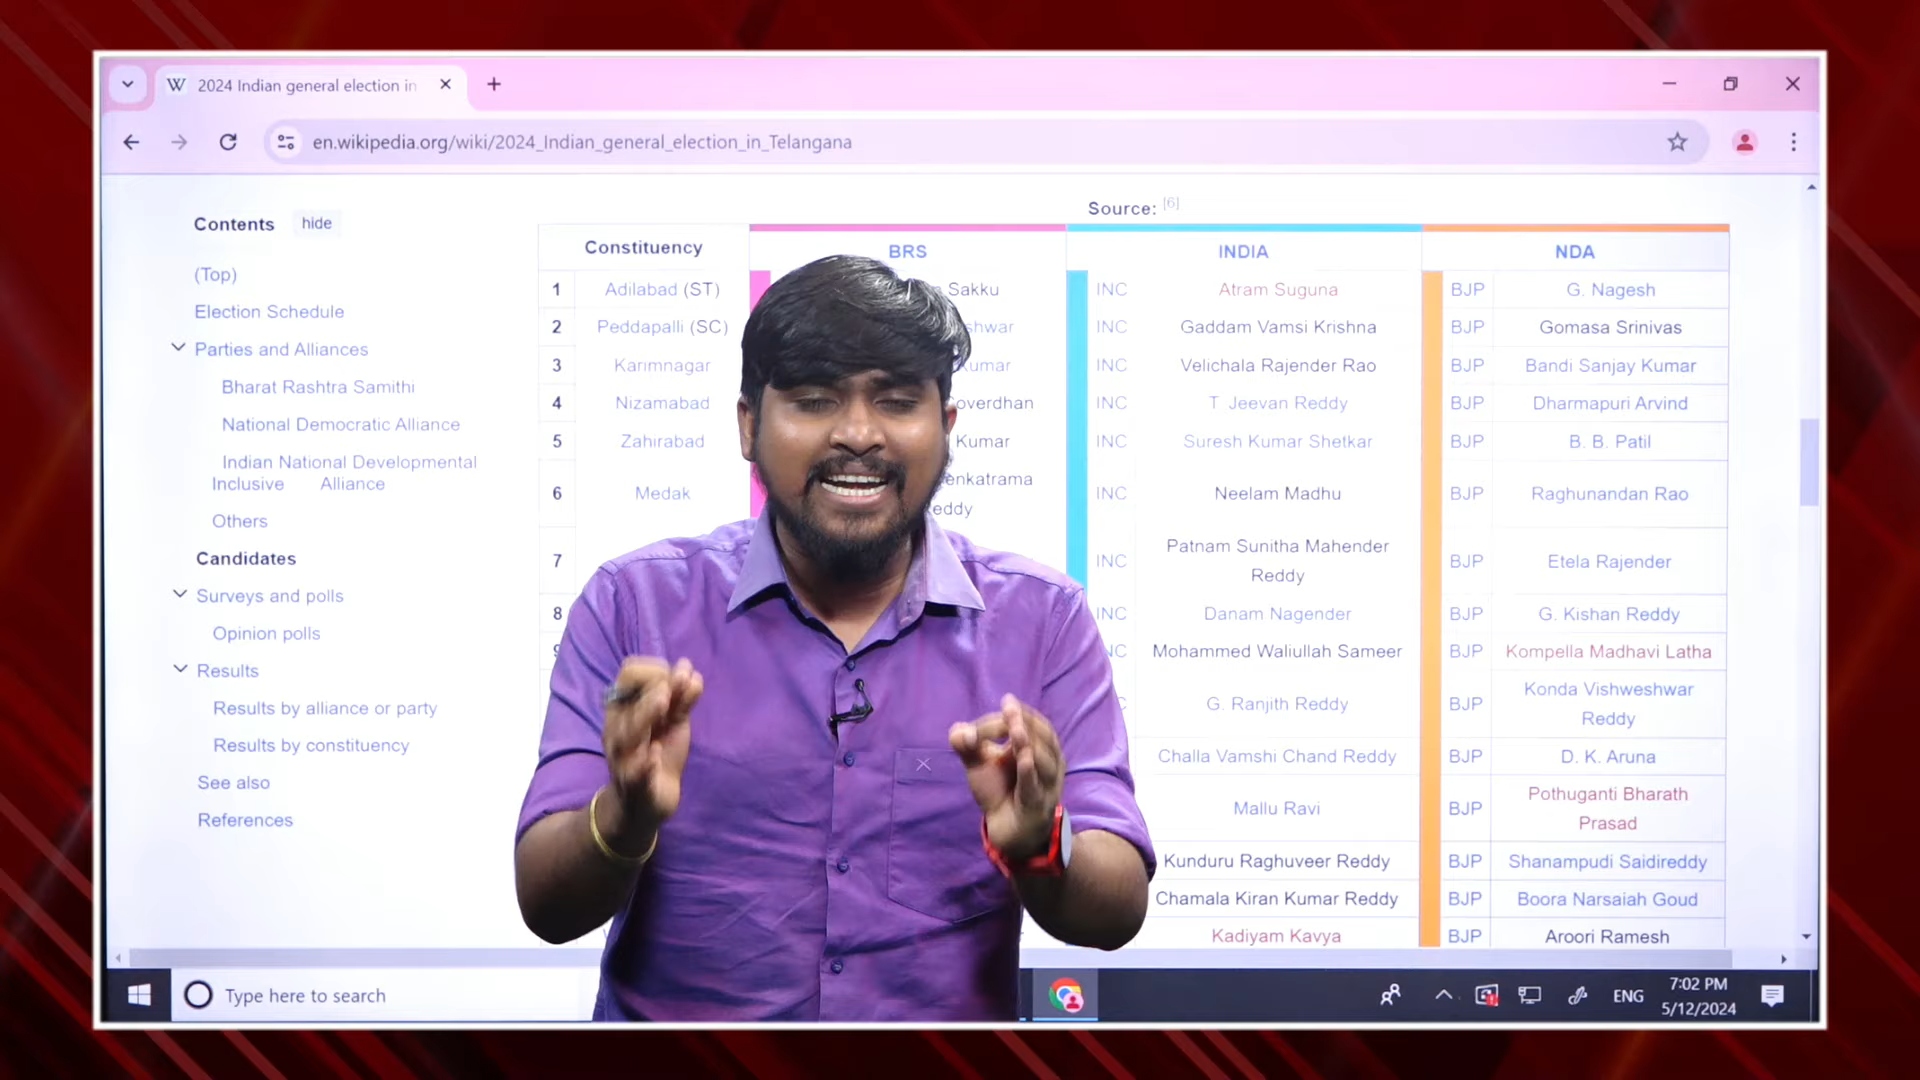 2024 Indian general election in
en.wikipedia.org/wiki/2024_Indian_general_election_in_Telangana
Source: [6]
Contents hide
(Top)
Election Schedule
Parties and Alliances
Bharat Rashtra Samithi
National Democratic Alliance
Indian National Developmental
Inclusive Alliance
Others
Candidates
Surveys and polls
Opinion polls
Results
Results by alliance or party
Results by constituency
See also
References
Constituency BRS INDIA NDA
1 Adilabad (ST) Sakku INC Atram Suguna BJP G. Nagesh
2 Peddapalli (SC) INC Gaddam Vamsi Krishna BJP Gomasa Srinivas
3 Karimnagar INC Velichala Rajender Rao BJP Bandi Sanjay Kumar
4 Nizamabad INC T Jeevan Reddy BJP Dharmapuri Arvind
5 Zahirabad Kumar INC Suresh Kumar Shetkar BJP B. B. Patil
6 Medak INC Neelam Madhu BJP Raghunandan Rao
7 INC Patnam Sunitha Mahender
Reddy BJP Etela Rajender
8 INC Danam Nagender BJP G. Kishan Reddy
Mohammed Waliullah Sameer BJP Kompella Madhavi Latha
G. Ranjith Reddy BJP Konda Vishweshwar
Reddy
Challa Vamshi Chand Reddy BJP D. K. Aruna
Mallu Ravi BJP Pothuganti Bharath
Prasad
Kunduru Raghuveer Reddy BJP Shanampudi Saidireddy
Chamala Kiran Kumar Reddy BJP Boora Narsaiah Goud
Kadiyam Kavya BJP Aroori Ramesh
Type here to search
ENG
7:02 PM
5/12/2024